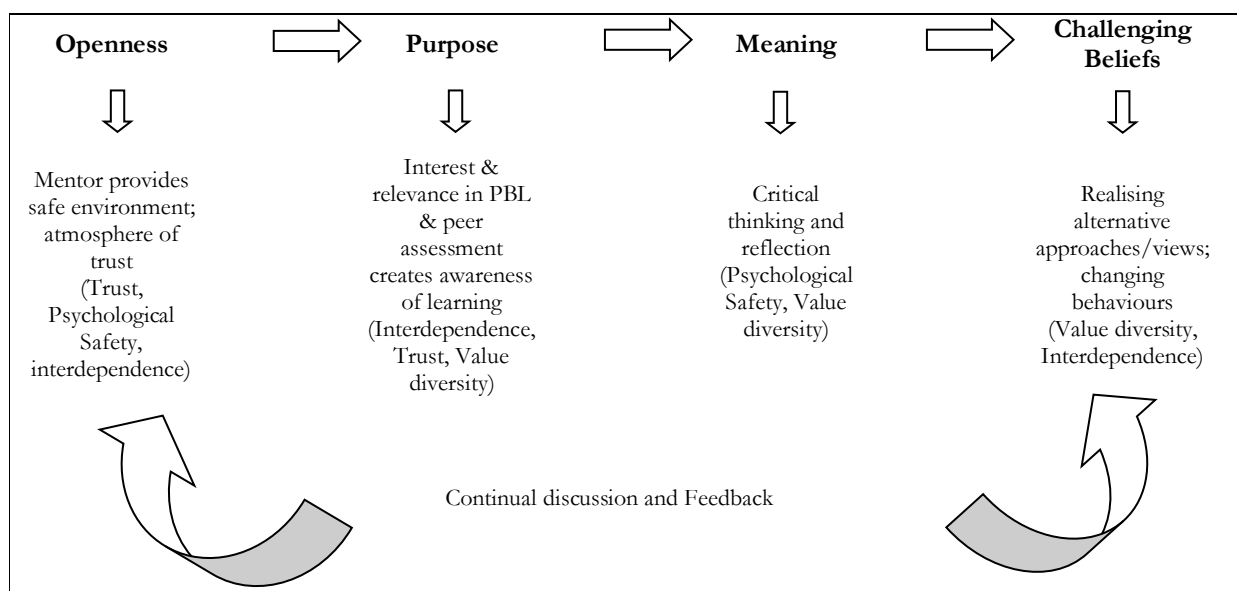 Openness
Purpose
Meaning
Challenging
Beliefs
Mentor provides
safe environment;
atmosphere of
trust
(Trust,
Psychological
Safety,
interdependence)
Interest &
relevance in PBL
& peer
assessment
creates awareness
of learning
(Interdependence,
Trust, Value
diversity)
Critical
thinking and
reflection
(Psychological
Safety, Value
diversity)
Realising
alternative
approaches/views;
changing
behaviours
(Value diversity,
Interdependence)
Continual discussion and Feedback